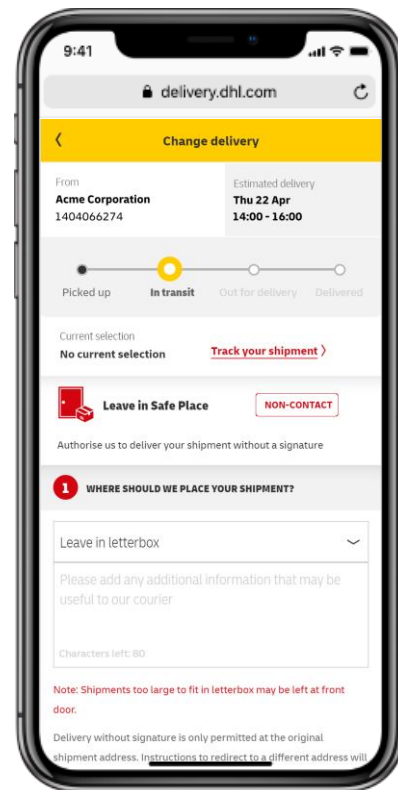 9:41
delivery.dhl.com
Change delivery
From
Estimated delivery
Acme Corporation
Thu 22 Apr
1404066274
14:00 - 16:00
Picked up
In transit
Out for delivery
Delivered
Current selection
No current selection
Track your shipment
Leave in Safe Place
NON-CONTACT
Authorise us to deliver your shipment without a signature
1 WHERE SHOULD WE PLACE YOUR SHIPMENT?
Leave in letterbox
Please add any additional information that may be
useful to our courier
Characters left: 80
Note: Shipments too large to fit in letterbox may be left at front
door.
Delivery without signature is only permitted at the original
shipment address. Instructions to redirect to a different address will